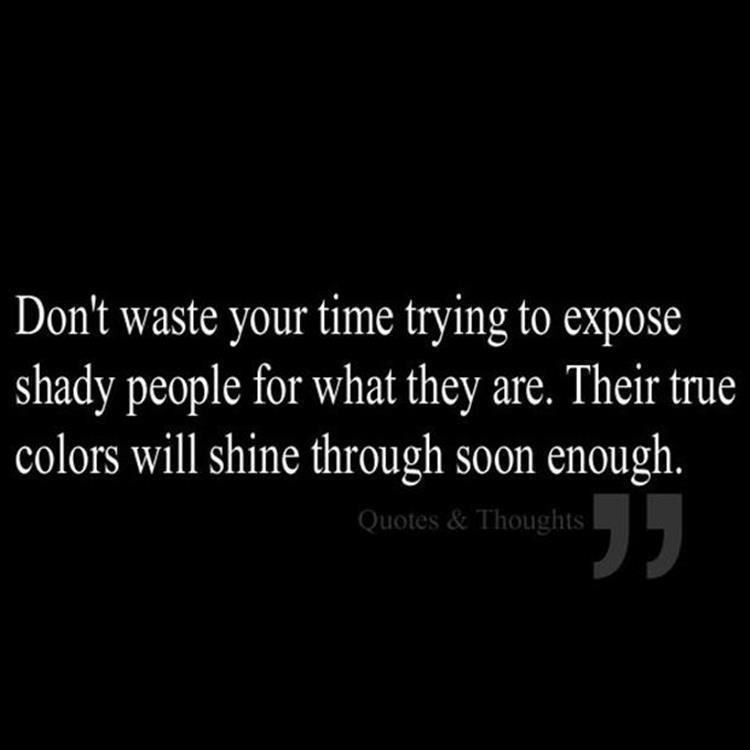 Don't waste your time trying to expose
shady people for what they are. Their true
colors will shine through soon enough.
Quotes & Thoughts ”